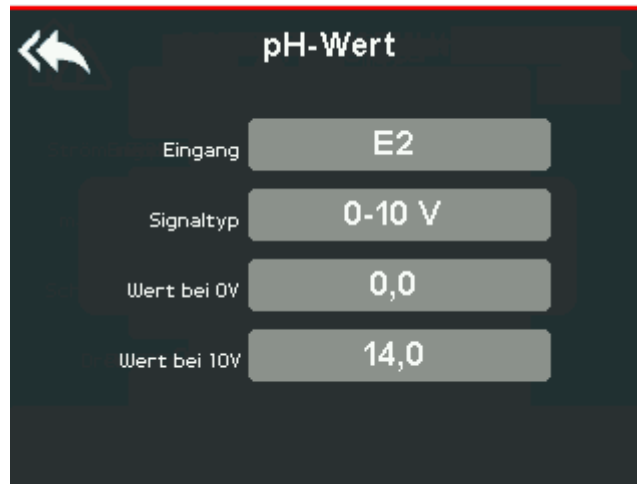 pH-Wert
Eingang E2
Signaltyp 0-10 V
Wert bei 0V 0,0
Wert bei 10V 14,0